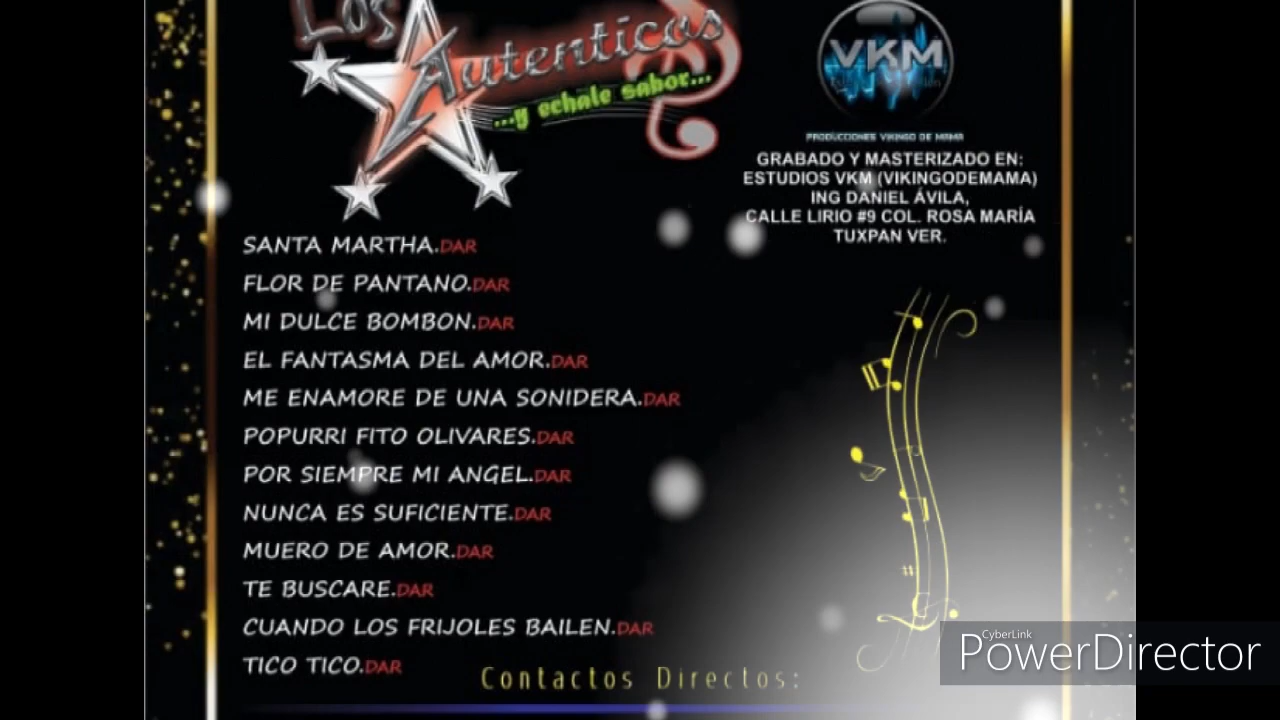 Los
Autenticos
...y echale sabor...
VKM
PRODUCCIONES VIKINGO DE MAMA
GRABADO Y MASTERIZADO EN:
ESTUDIOS VKM (VIKINGODEMAMA)
ING DANIEL ÁVILA,
CALLE LIRIO #9 COL. ROSA MARÍA
TUXPAN VER.
SANTA MARTHA.DAR
FLOR DE PANTANO.DAR
MI DULCE BOMBON.DAR
EL FANTASMA DEL AMOR.DAR
ME ENAMORE DE UNA SONIDERA.DAR
POPURRI FITO OLIVARES.DAR
POR SIEMPRE MI ANGEL.DAR
NUNCA ES SUFICIENTE.DAR
MUERO DE AMOR.DAR
TE BUSCARE.DAR
CUANDO LOS FRIJOLES BAILEN.DAR
TICO TICO.DAR
Contactos Directos:
CyberLink
PowerDirector